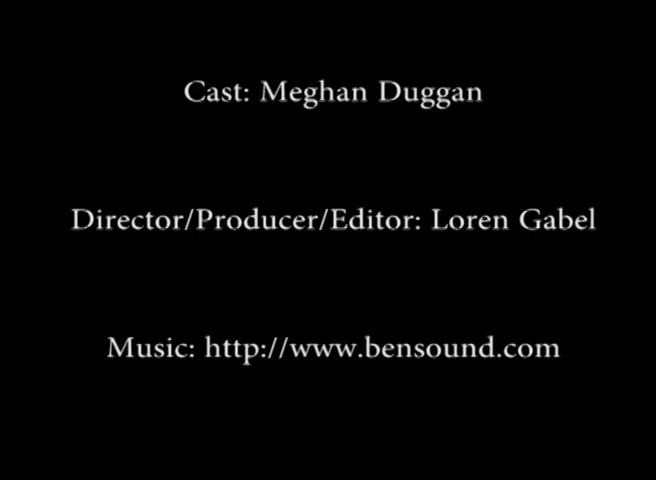 Cast: Meghan Duggan
Director/Producer/Editor: Loren Gabel
Music: http://www.bensound.com